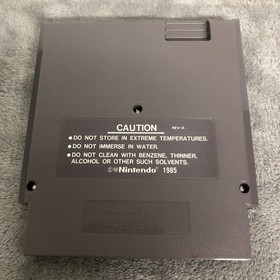 CAUTION REV-A
• DO NOT STORE IN EXTREME TEMPERATURES.
• DO NOT IMMERSE IN WATER.
• DO NOT CLEAN WITH BENZENE, THINNER,
ALCOHOL OR OTHER SUCH SOLVENTS.
©®Nintendo® 1985